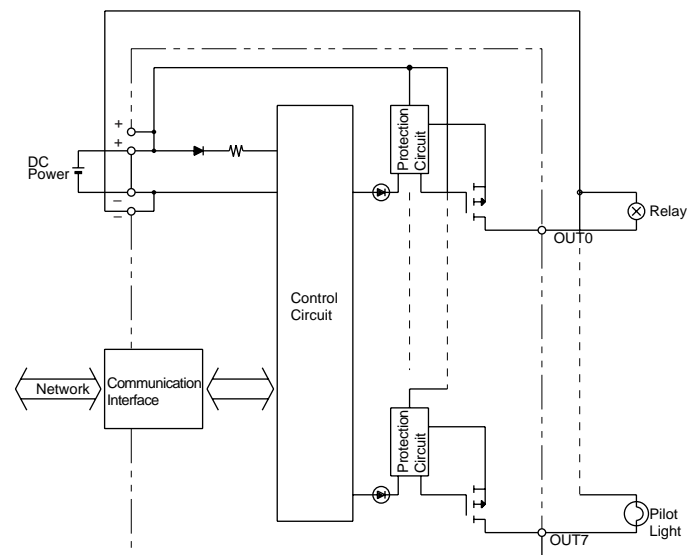 +
+
DC
Power
−
−
Protection
Circuit
Relay
OUT0
Control
Circuit
Network
Communication
Interface
Protection
Circuit
Pilot
Light
OUT7